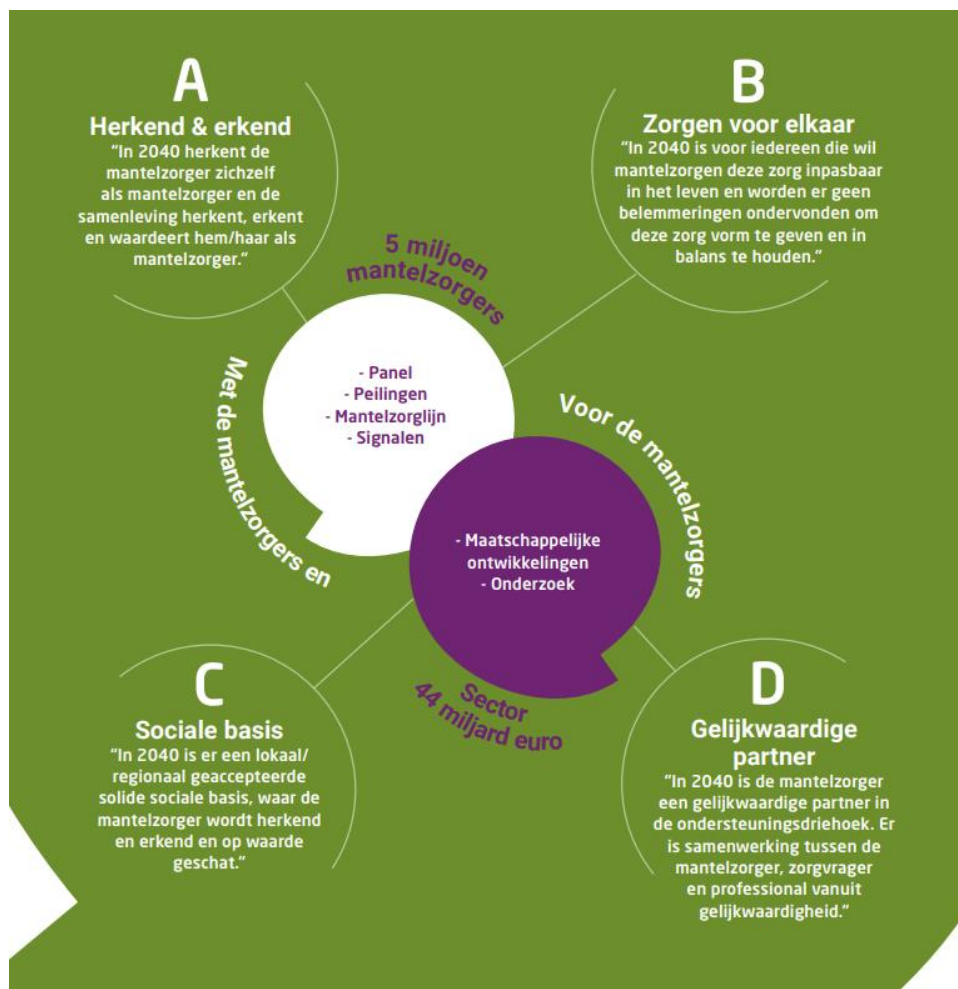 A
Herkend & erkend
“In 2040 herkent de
mantelzorger zichzelf
als mantelzorger en de
samenleving herkent, erkent
en waardeert hem/haar als
mantelzorger.“
B
Zorgen voor elkaar
“In 2040 is voor iedereen die wil
mantelzorgen deze zorg inpasbaar
in het leven en worden er geen
belemmeringen ondervonden om
deze zorg vorm te geven en in
balans te houden.”
5 miljoen
mantelzorgers
- Panel
- Peilingen
- Mantelzorglijn
- Signalen
Met de mantelzorgers en
Voor de mantelzorgers
- Maatschappelijke
ontwikkelingen
- Onderzoek
Sector
44 miljard euro
C
Sociale basis
“In 2040 is er een lokaal/
regionaal geaccepteerde
solide sociale basis, waar de
mantelzorger wordt herkend
en erkend en op waarde
geschat.”
D
Gelijkwaardige
partner
“In 2040 is de mantelzorger
een gelijkwaardige partner in
de ondersteuningsdriehoek. Er
is samenwerking tussen de
mantelzorger, zorgvrager
en professional vanuit
gelijkwaardigheid.”